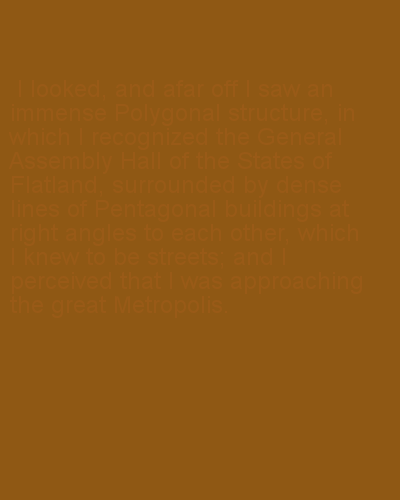 I looked, and afar off I saw an
immense Polygonal structure, in
which I recognized the General
Assembly Hall of the States of
Flatland, surrounded by dense
lines of Pentagonal buildings at
right angles to each other, which
I knew to be streets; and I
perceived that I was approaching
the great Metropolis